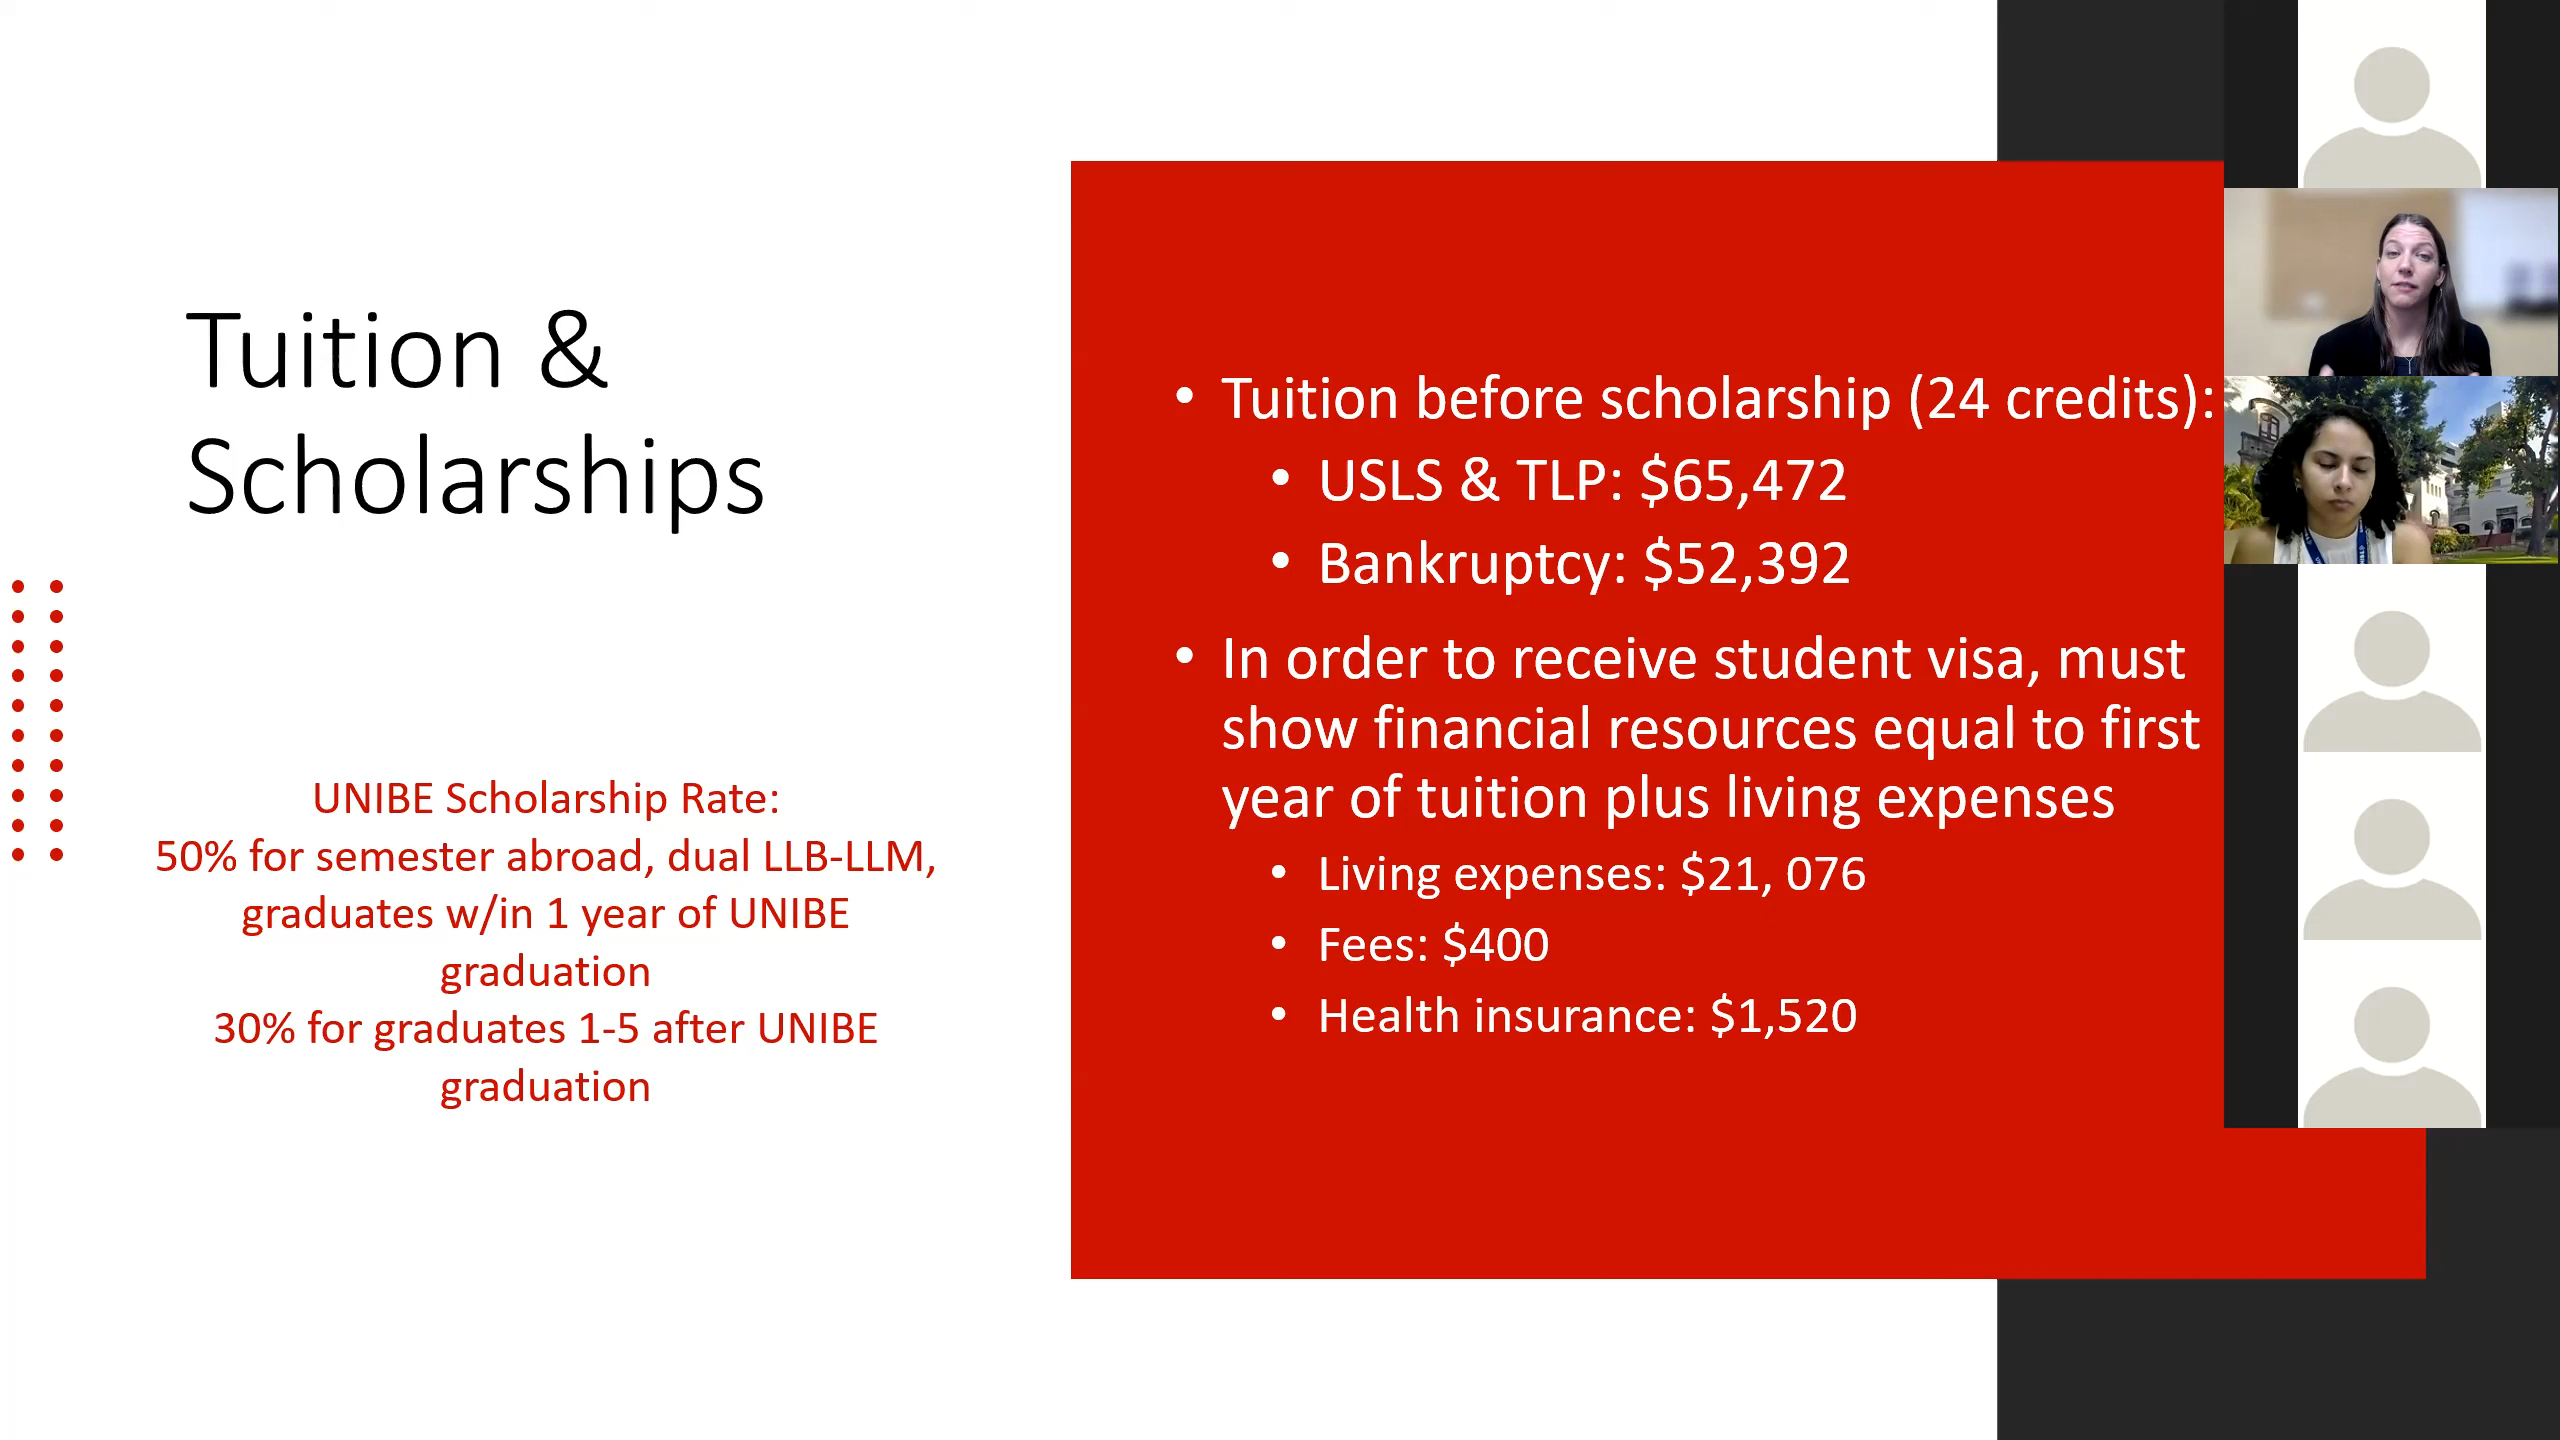 Tuition &
Scholarships
UNIBE Scholarship Rate:
50% for semester abroad, dual LLB-LLM,
graduates w/in 1 year of UNIBE
graduation
30% for graduates 1-5 after UNIBE
graduation
• Tuition before scholarship (24 credits):
• USLS & TLP: $65,472
• Bankruptcy: $52,392
• In order to receive student visa, must
show financial resources equal to first
year of tuition plus living expenses
• Living expenses: $21, 076
• Fees: $400
• Health insurance: $1,520